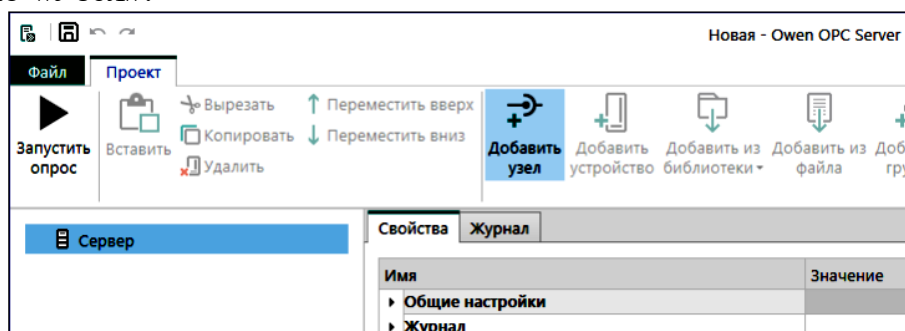 Новая - Owen OPC Server
Файл Проект
Вырезать Переместить вверх
Копировать Переместить вниз
Запустить опрос Вставить Удалить Добавить узел Добавить устройство Добавить из библиотеки Добавить из файла
Сервер
Свойства Журнал
Имя Значение
Общие настройки
Журнал